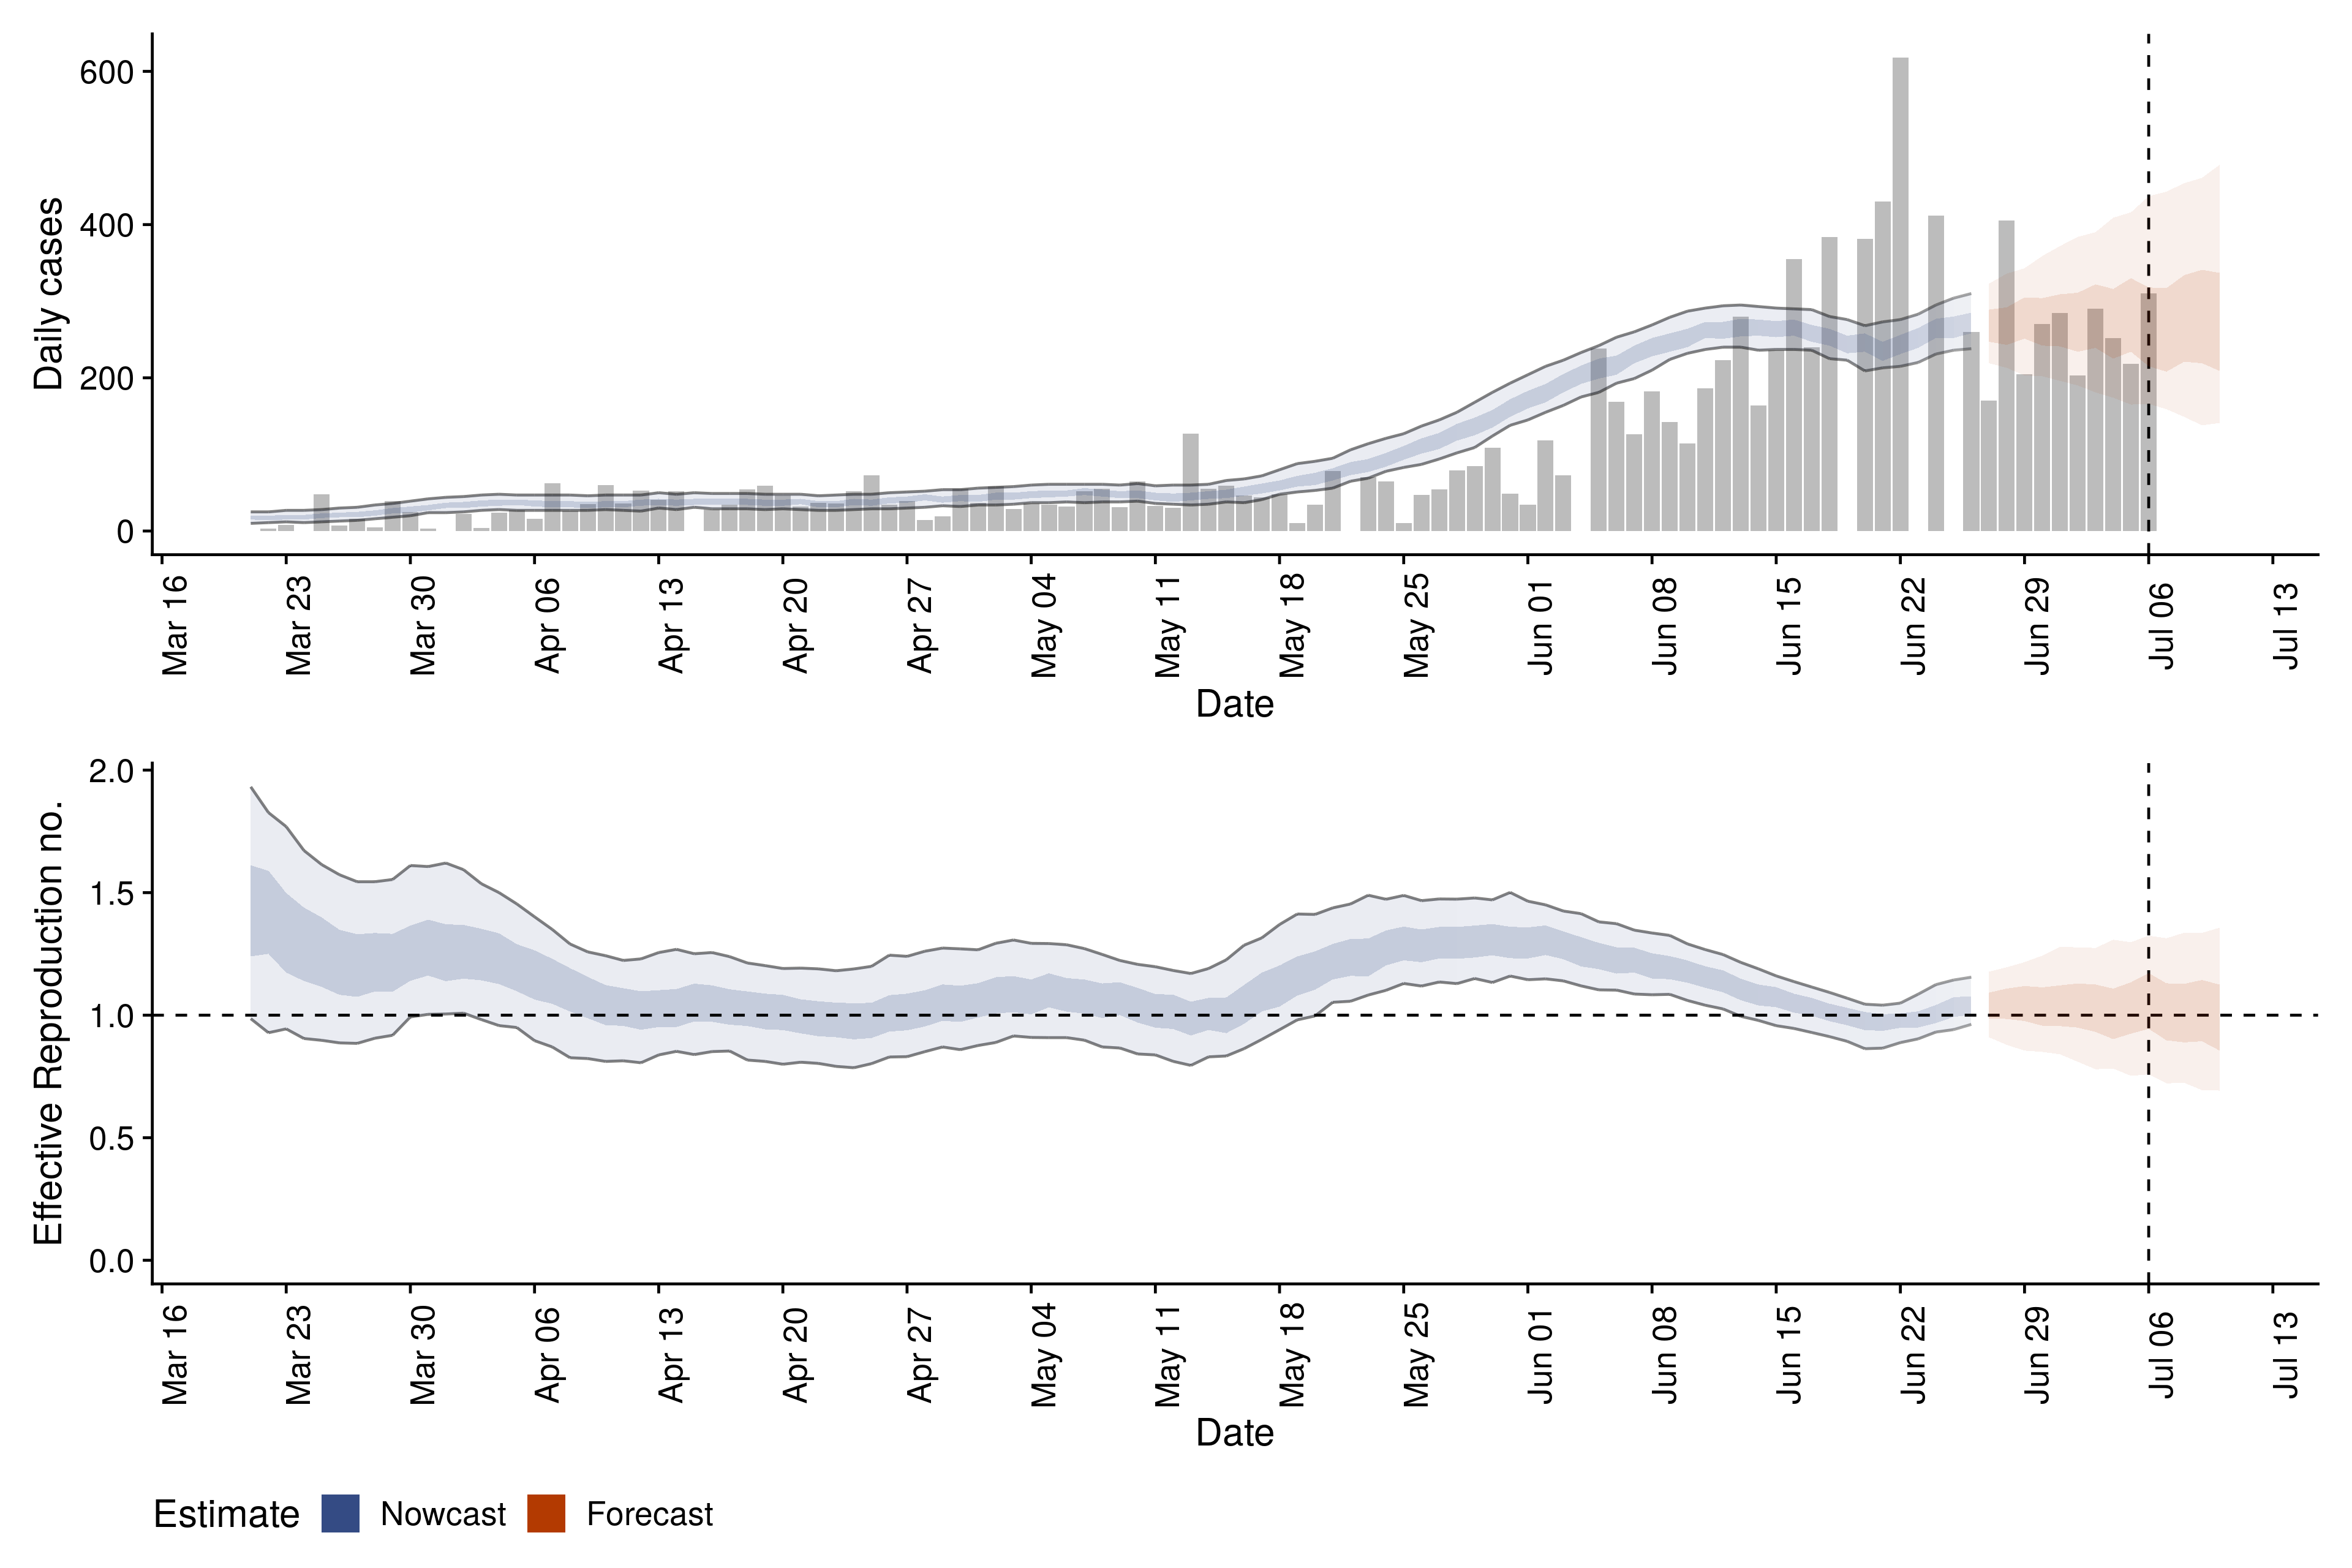 600
400
200
0
Daily cases
Mar 16 Mar 23 Mar 30 Apr 06 Apr 13 Apr 20 Apr 27 May 04 May 11 May 18 May 25 Jun 01 Jun 08 Jun 15 Jun 22 Jun 29 Jul 06 Jul 13
Date
2.0
1.5
1.0
0.5
0.0
Effective Reproduction no.
Mar 16 Mar 23 Mar 30 Apr 06 Apr 13 Apr 20 Apr 27 May 04 May 11 May 18 May 25 Jun 01 Jun 08 Jun 15 Jun 22 Jun 29 Jul 06 Jul 13
Date
Estimate Nowcast Forecast